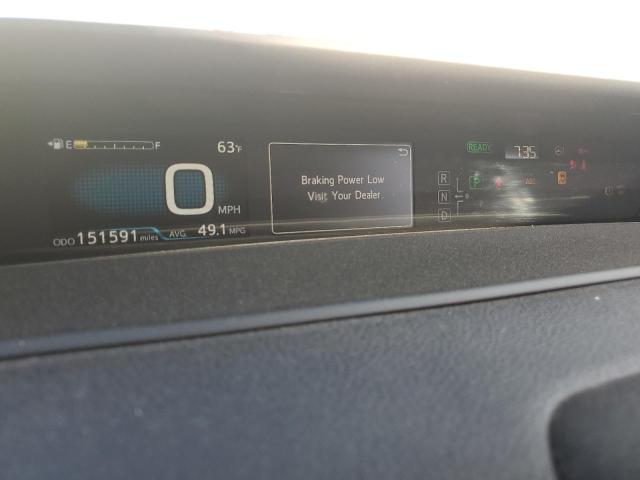 E F 63°F
0 MPH
ODO 151591 miles AVG 49.1 MPG
Braking Power Low
Visit Your Dealer
READY 7:35
R
N
D
P
ABS